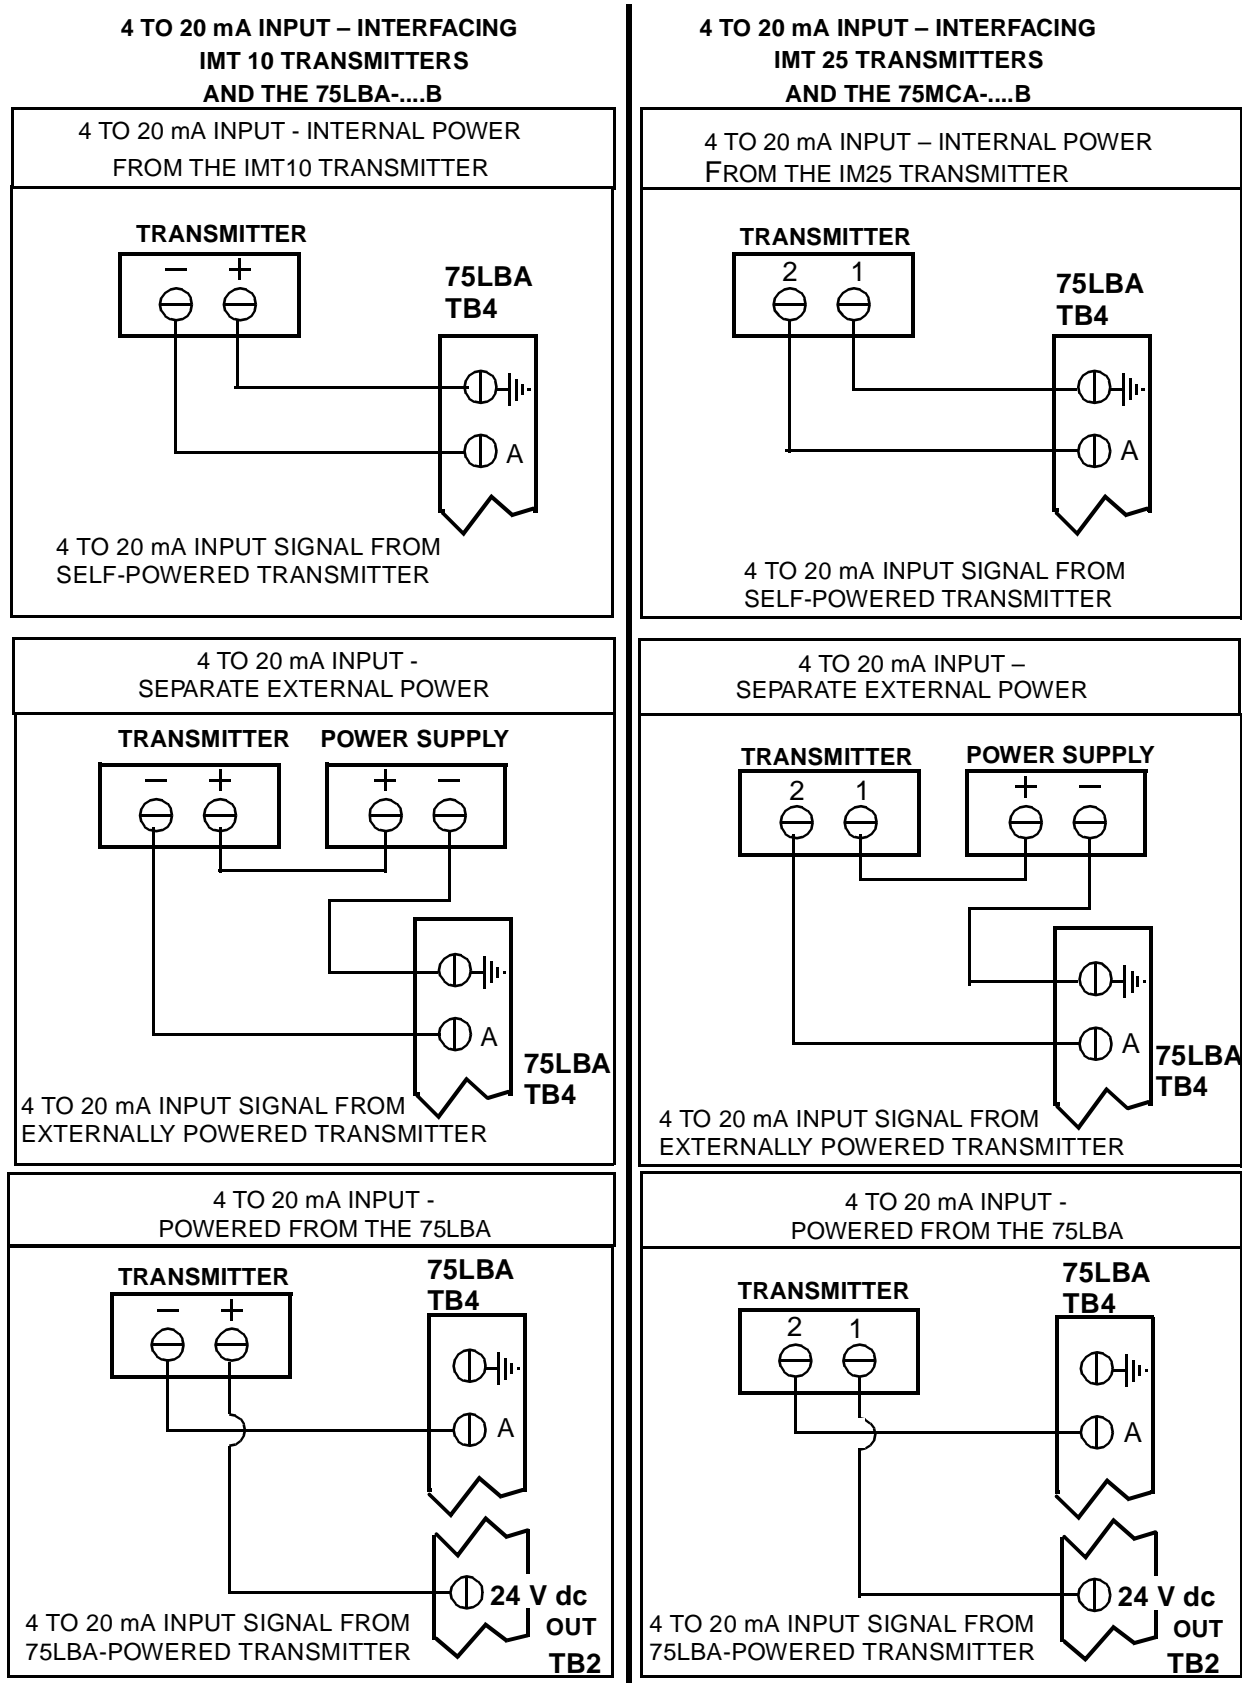 4 TO 20 mA INPUT – INTERFACING
IMT 10 TRANSMITTERS
AND THE 75LBA-....B
4 TO 20 mA INPUT - INTERNAL POWER
FROM THE IMT10 TRANSMITTER
TRANSMITTER
– +
75LBA
TB4
A
4 TO 20 mA INPUT SIGNAL FROM
SELF-POWERED TRANSMITTER
4 TO 20 mA INPUT -
SEPARATE EXTERNAL POWER
TRANSMITTER POWER SUPPLY
– + + –
A
75LBA
TB4
4 TO 20 mA INPUT SIGNAL FROM
EXTERNALLY POWERED TRANSMITTER
4 TO 20 mA INPUT -
POWERED FROM THE 75LBA
TRANSMITTER
– +
75LBA
TB4
A
24 V dc
OUT
TB2
4 TO 20 mA INPUT SIGNAL FROM
75LBA-POWERED TRANSMITTER
4 TO 20 mA INPUT – INTERFACING
IMT 25 TRANSMITTERS
AND THE 75MCA-....B
4 TO 20 mA INPUT – INTERNAL POWER
FROM THE IM25 TRANSMITTER
TRANSMITTER
2 1
75LBA
TB4
A
4 TO 20 mA INPUT SIGNAL FROM
SELF-POWERED TRANSMITTER
4 TO 20 mA INPUT –
SEPARATE EXTERNAL POWER
TRANSMITTER POWER SUPPLY
2 1 + –
A
75LBA
TB4
4 TO 20 mA INPUT SIGNAL FROM
EXTERNALLY POWERED TRANSMITTER
4 TO 20 mA INPUT -
POWERED FROM THE 75LBA
TRANSMITTER
2 1
75LBA
TB4
A
24 V dc
OUT
TB2
4 TO 20 mA INPUT SIGNAL FROM
75LBA-POWERED TRANSMITTER